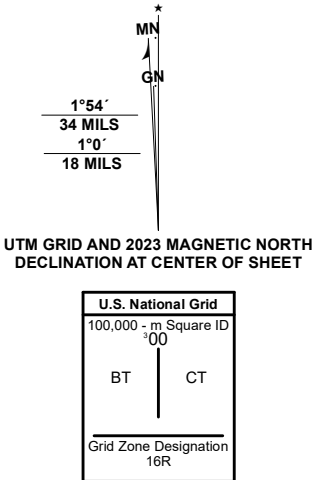 MN
GN
1°54´
34 MILS
1°0´
18 MILS
UTM GRID AND 2023 MAGNETIC NORTH
DECLINATION AT CENTER OF SHEET
U.S. National Grid
100,000 - m Square ID
³00
BT CT
Grid Zone Designation
16R